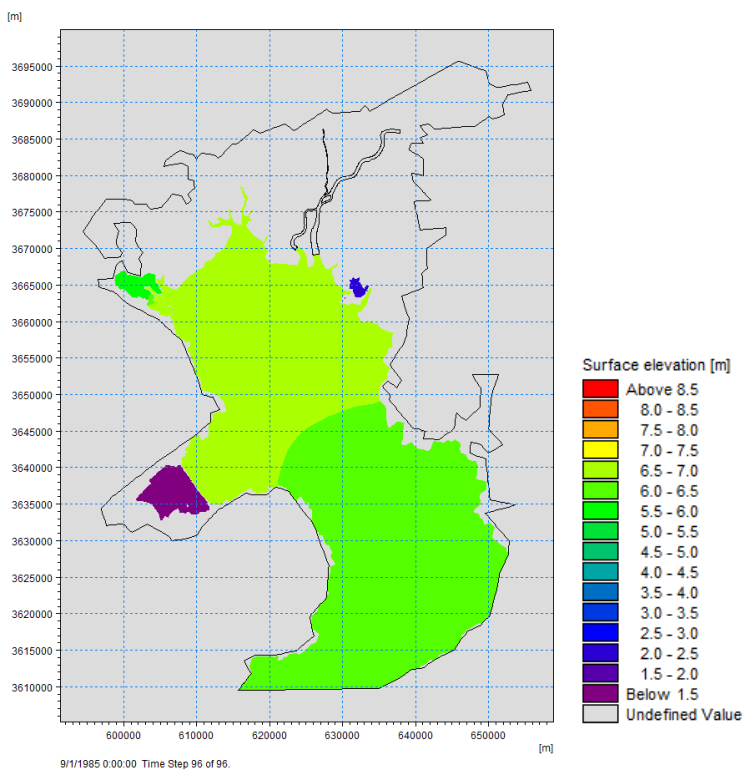 [m]
3695000
3690000
3685000
3680000
3675000
3670000
3665000
3660000
3655000
3650000
3645000
3640000
3635000
3630000
3625000
3620000
3615000
3610000
600000 610000 620000 630000 640000 650000
[m]
9/1/1985 0:00:00 Time Step 96 of 96.
Surface elevation [m]
Above 8.5
8.0 - 8.5
7.5 - 8.0
7.0 - 7.5
6.5 - 7.0
6.0 - 6.5
5.5 - 6.0
5.0 - 5.5
4.5 - 5.0
4.0 - 4.5
3.5 - 4.0
3.0 - 3.5
2.5 - 3.0
2.0 - 2.5
1.5 - 2.0
Below 1.5
Undefined Value